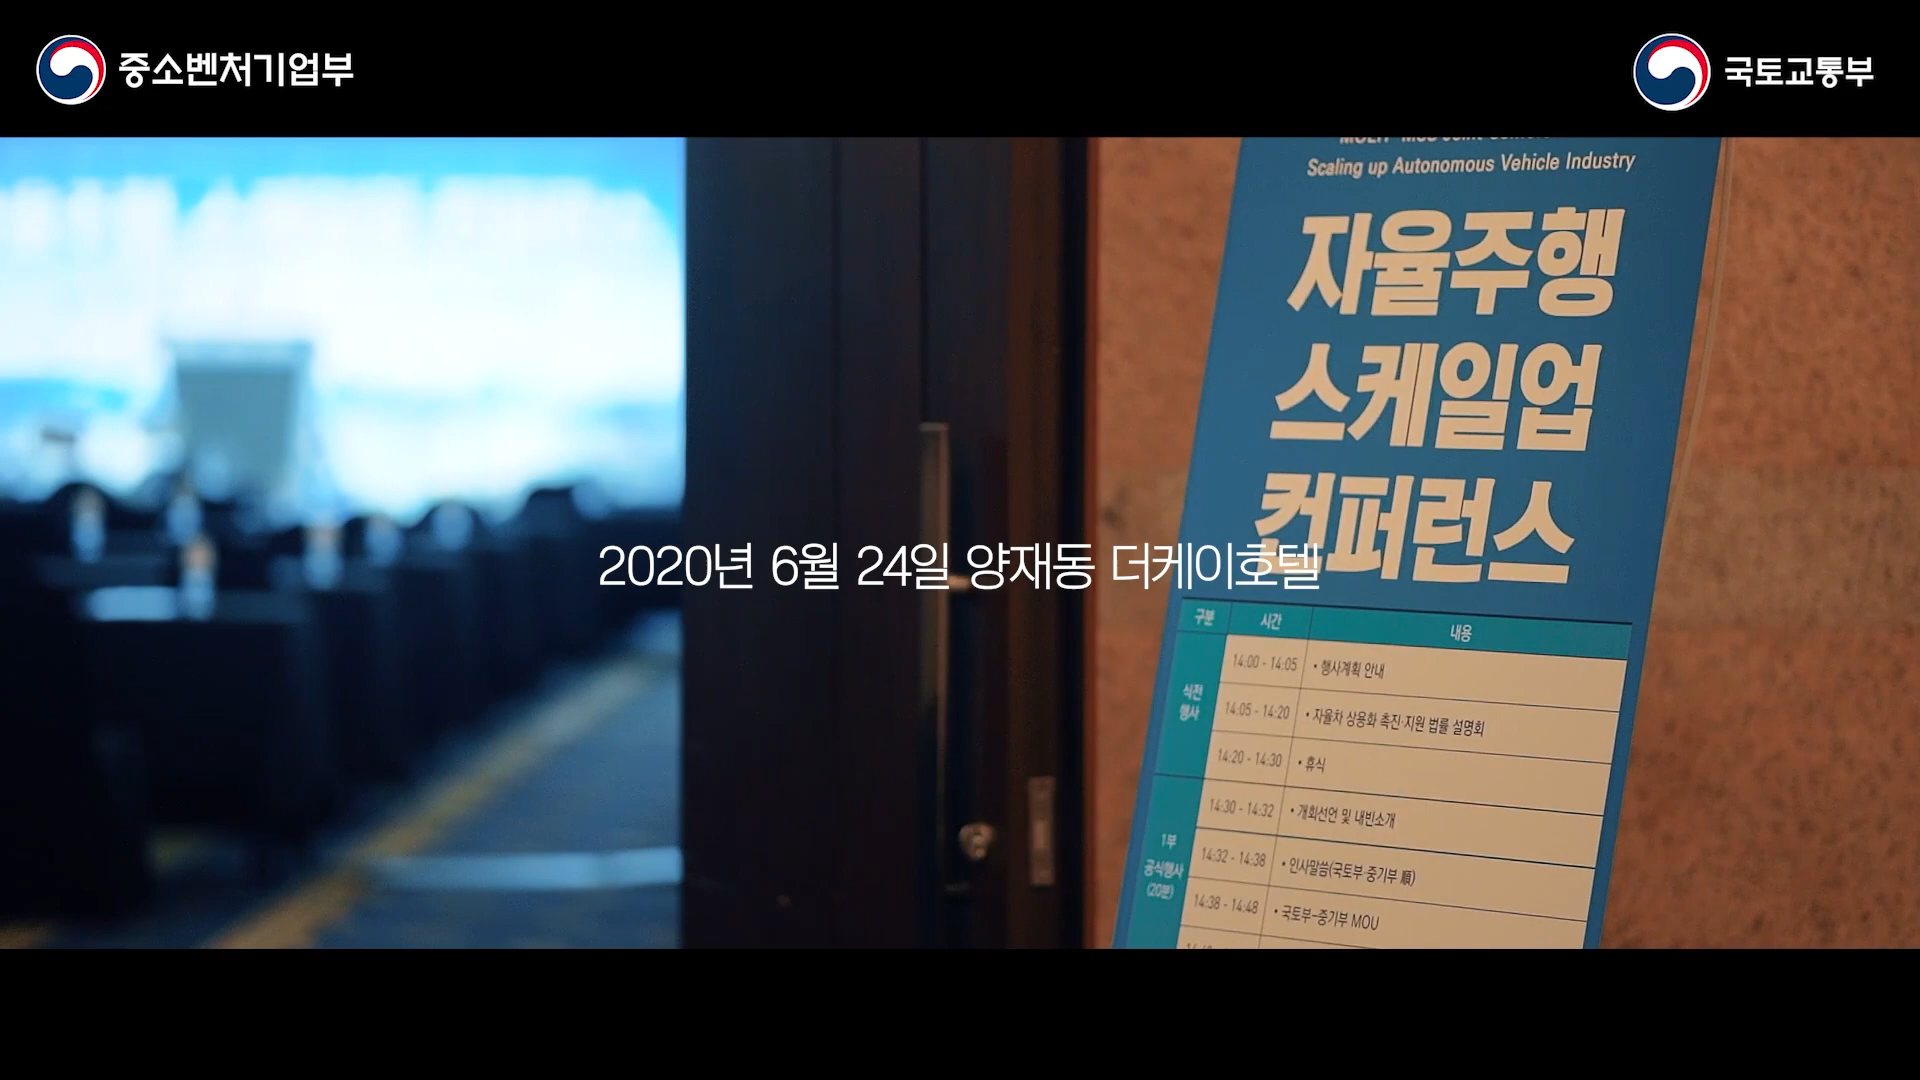 중소벤처기업부
국토교통부
Scaling up Autonomous Vehicle Industry
자율주행
스케일업
컨퍼런스
2020년 6월 24일 양재동 더케이호텔
구분 시간 내용
식전
행사
14:00 - 14:05 • 행사계획 안내
14:05 - 14:20 • 자율차 상용화 촉진·지원 법률 설명회
14:20 - 14:30 • 휴식
1부
공식행사
(20분)
14:30 - 14:32 • 개회선언 및 내빈소개
14:32 - 14:38 • 인사말씀(국토부·중기부 順)
14:38 - 14:48 • 국토부-중기부 MOU